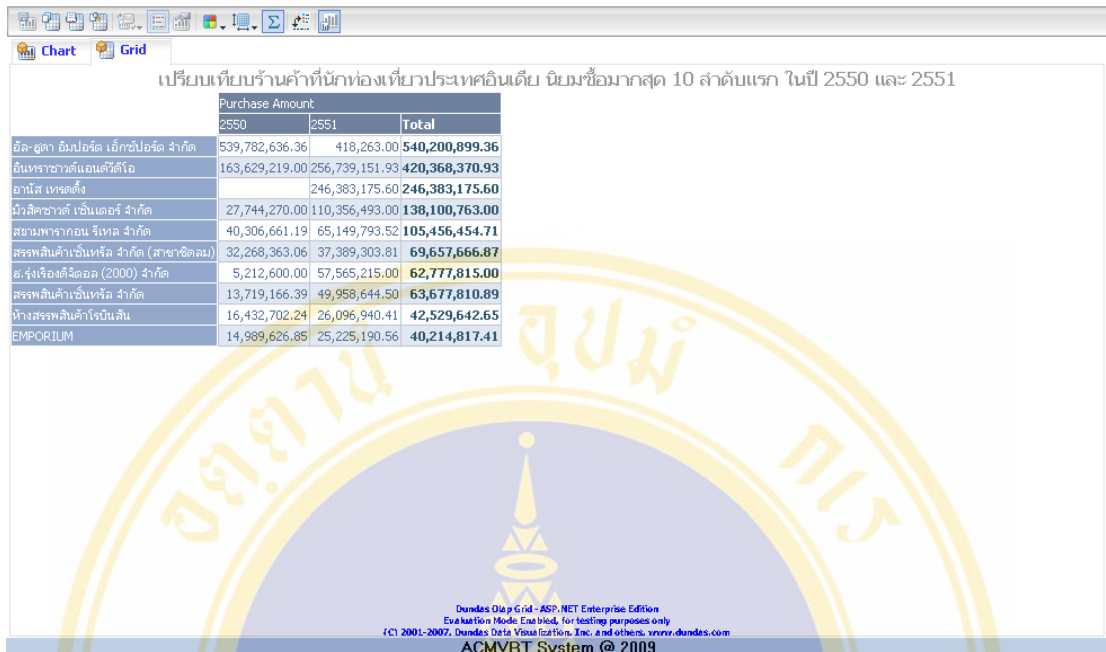 Chart Grid
เปรียบเทียบร้านค้าที่นักท่องเที่ยวประเทศอินเดีย นิยมซื้อมากสุด 10 ลำดับแรก ในปี 2550 และ 2551
Purchase Amount
2550 2551 Total
อัล-ฮูดา อิมปอร์ต เอ็กซ์ปอร์ต จำกัด 539,782,636.36 418,263.00 540,200,899.36
อินทราซาวด์แอนด์วีดีโอ 163,629,219.00 256,739,151.93 420,368,370.93
อานัส เทรดดิ้ง 246,383,175.60 246,383,175.60
มิวสิคซาวด์ เซ็นเตอร์ จำกัด 27,744,270.00 110,356,493.00 138,100,763.00
สยามพารากอน รีเทล จำกัด 40,306,661.19 65,149,793.52 105,456,454.71
สรรพสินค้าเซ็นทรัล จำกัด (สาขาชิดลม) 32,268,363.06 37,389,303.81 69,657,666.87
ฮ.รุ่งเรืองดิจิตอล (2000) จำกัด 5,212,600.00 57,565,215.00 62,777,815.00
สรรพสินค้าเซ็นทรัล จำกัด 13,719,166.39 49,958,644.50 63,677,810.89
ห้างสรรพสินค้าโรบินสัน 16,432,702.24 26,096,940.41 42,529,642.65
EMPORIUM 14,989,626.85 25,225,190.56 40,214,817.41
อตฺตานํ อุปมํ กเร
Dundas Olap Grid - ASP.NET Enterprise Edition
Evaluation Mode Enabled, for testing purposes only
(C) 2001-2007, Dundas Data Visualization, Inc. and others, www.dundas.com
ACMVRT System @ 2009